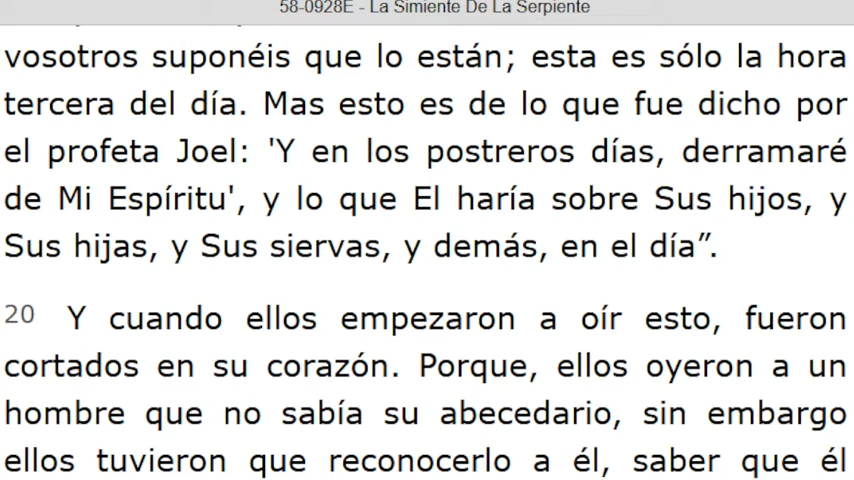 58-0928E - La Simiente De La Serpiente
vosotros suponéis que lo están; esta es sólo la hora
tercera del día. Mas esto es de lo que fue dicho por
el profeta Joel: 'Y en los postreros días, derramaré
de Mi Espíritu', y lo que El haría sobre Sus hijos, y
Sus hijas, y Sus siervas, y demás, en el día”.
20 Y cuando ellos empezaron a oír esto, fueron
cortados en su corazón. Porque, ellos oyeron a un
hombre que no sabía su abecedario, sin embargo
ellos tuvieron que reconocerlo a él, saber que él